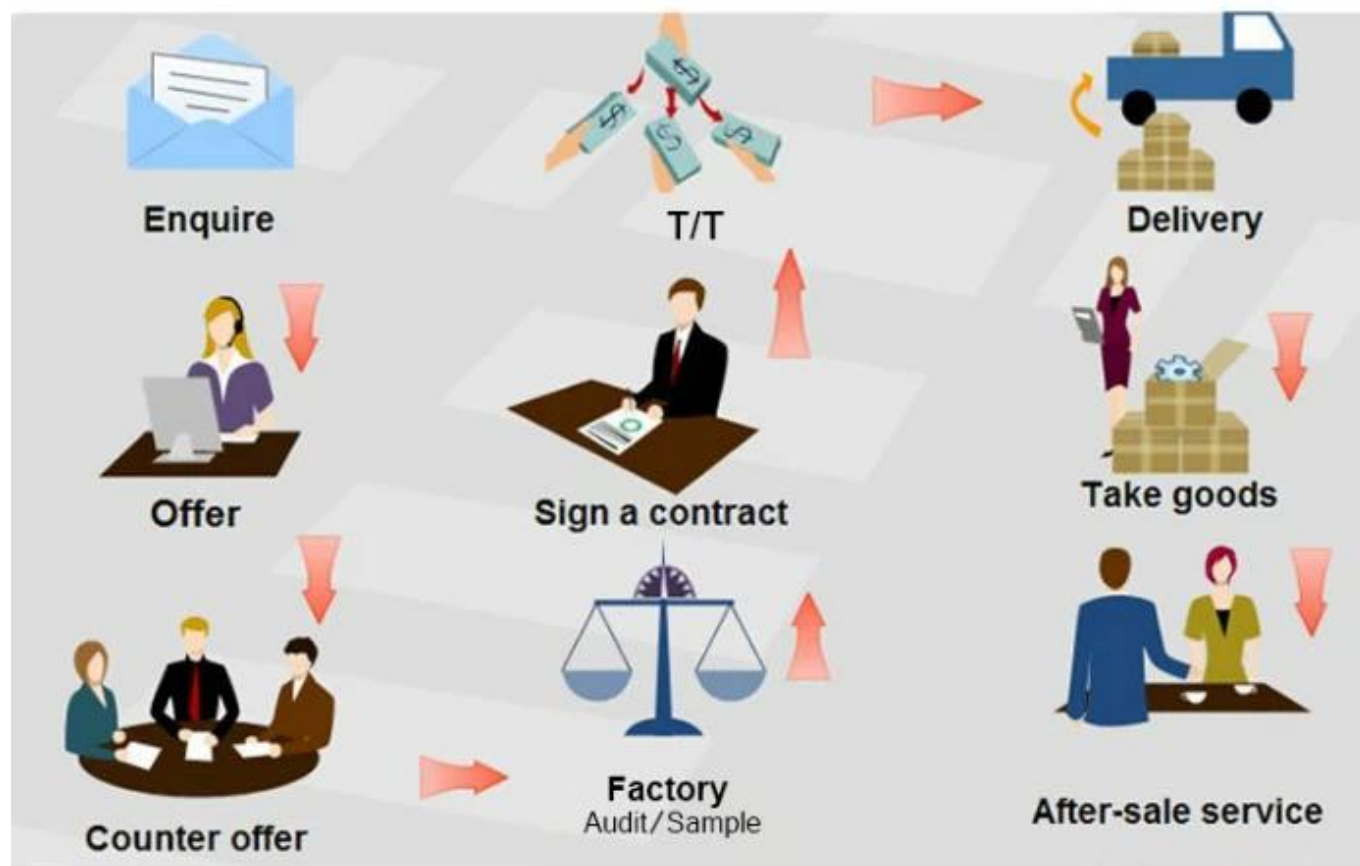 Enquire
T/T
Delivery
Offer
Sign a contract
Take goods
Counter offer
Factory
Audit/Sample
After-sale service